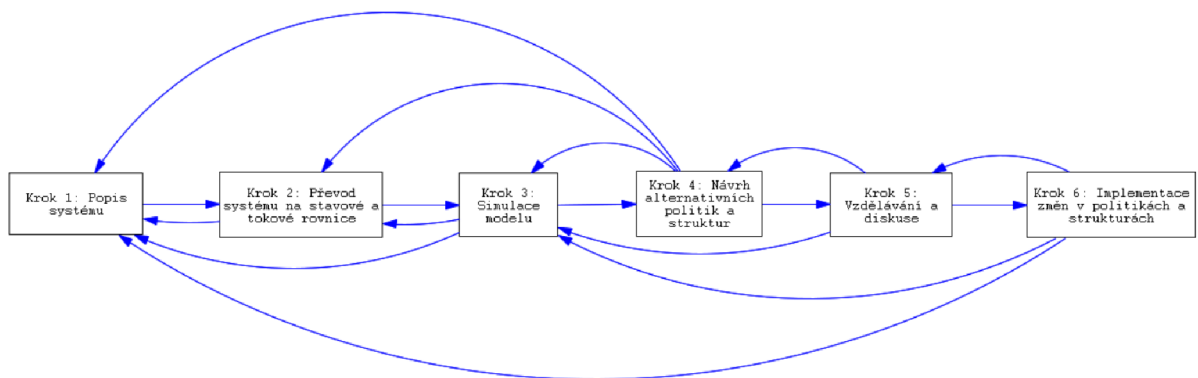 Krok 1: Popis
systému
Krok 2: Převod
systému na stavové a
tokové rovnice
Krok 3:
Simulace
modelu
Krok 4: Návrh
alternativních
politik a
struktur
Krok 5:
Vzdělávání a
diskuse
Krok 6: Implementace
změn v politikách a
strukturách